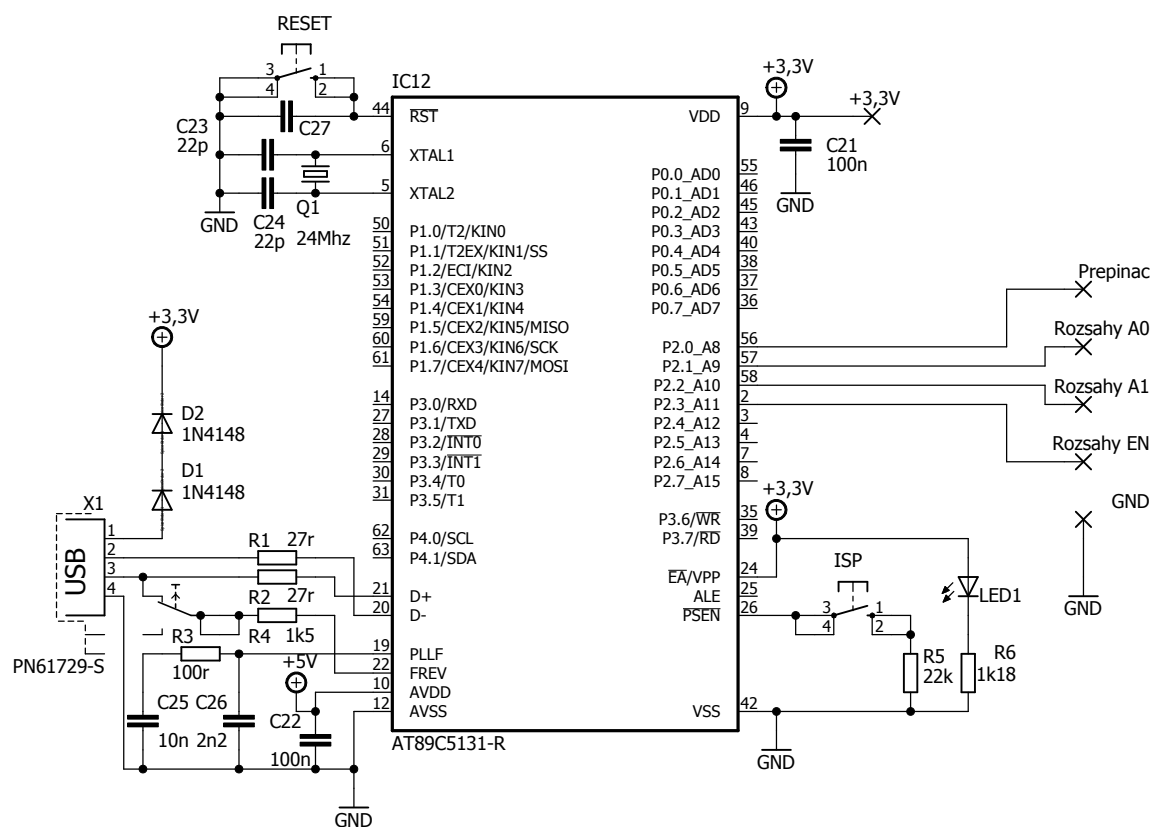 RESET
3
1
4
2
IC12
44
RST
C23
22p
C27
6
XTAL1
5
XTAL2
Q1
24Mhz
C24
22p
GND
50
P1.0/T2/KIN0
51
P1.1/T2EX/KIN1/SS
52
P1.2/ECI/KIN2
53
P1.3/CEX0/KIN3
54
P1.4/CEX1/KIN4
59
P1.5/CEX2/KIN5/MISO
60
P1.6/CEX3/KIN6/SCK
61
P1.7/CEX4/KIN7/MOSI
14
P3.0/RXD
27
P3.1/TXD
28
P3.2/INT0
29
P3.3/INT1
30
P3.4/T0
31
P3.5/T1
62
P4.0/SCL
63
P4.1/SDA
21
D+
20
D-
19
PLLF
22
FREV
10
AVDD
12
AVSS
AT89C5131-R
+3,3V
D2
1N4148
D1
1N4148
X1
USB
1
2
3
4
PN61729-S
R1
27r
R2
27r
R3
100r
R4
1k5
+5V
C25
10n
C26
2n2
C22
100n
GND
VDD
9
+3,3V
+3,3V
C21
100n
GND
P0.0_AD0
55
P0.1_AD1
46
P0.2_AD2
45
P0.3_AD3
43
P0.4_AD4
40
P0.5_AD5
38
P0.6_AD6
37
P0.7_AD7
36
P2.0_A8
56
P2.1_A9
57
P2.2_A10
58
P2.3_A11
2
P2.4_A12
3
P2.5_A13
4
P2.6_A14
7
P2.7_A15
8
P3.6/WR
35
P3.7/RD
39
EA/VPP
24
ALE
25
PSEN
26
VSS
42
Prepinac
Rozsahy A0
Rozsahy A1
Rozsahy EN
GND
GND
+3,3V
ISP
3
1
4
2
LED1
R5
22k
R6
1k18
GND